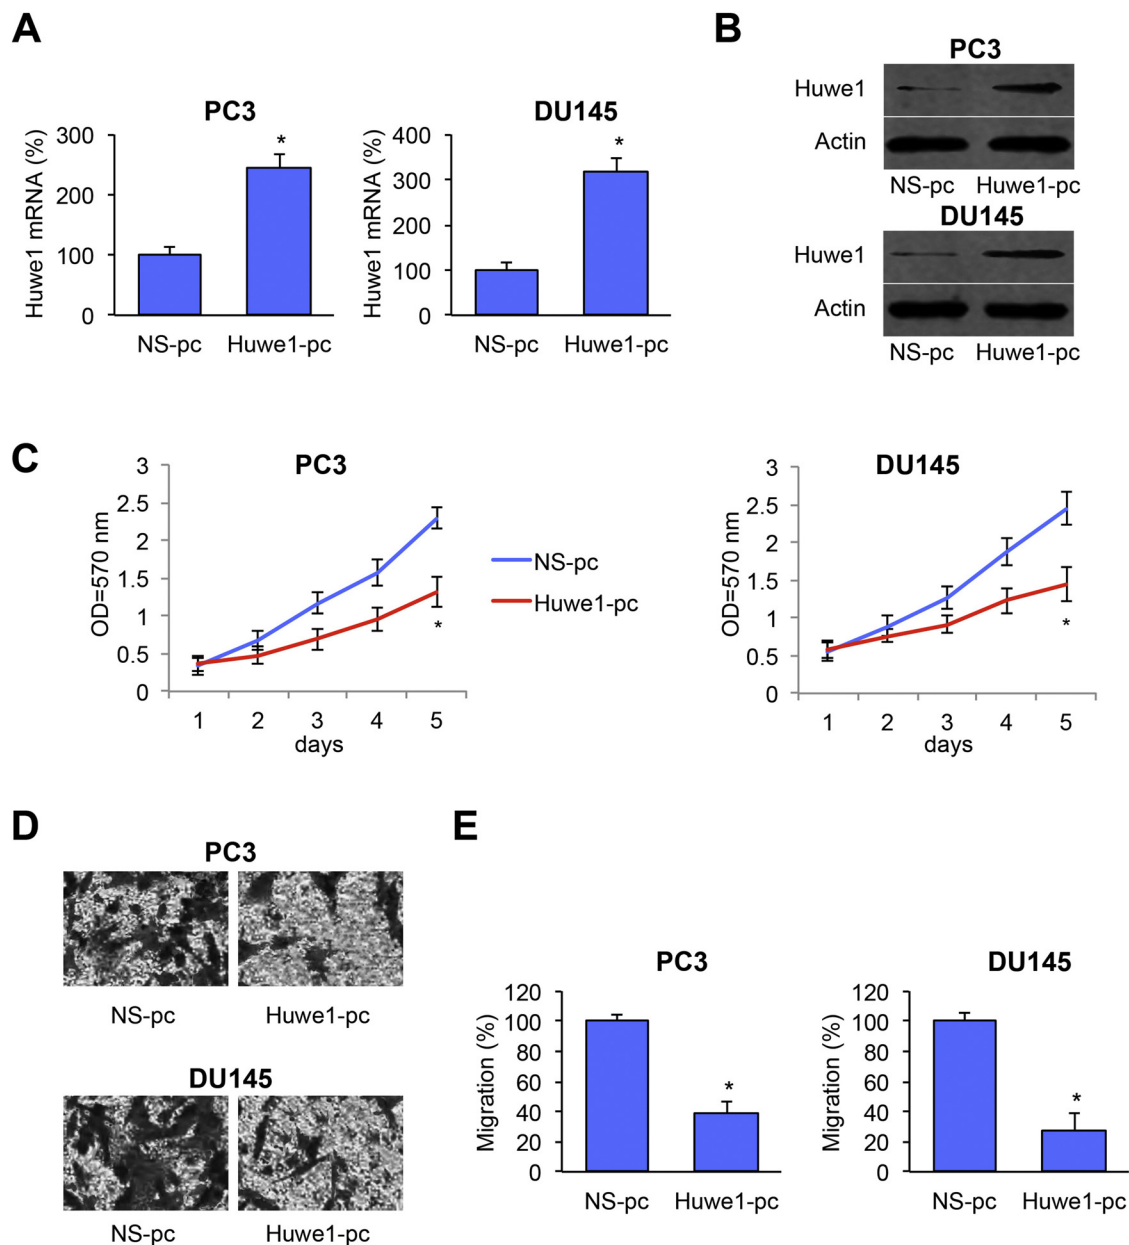 A
PC3
Huwe1 mRNA (%)
300
200
100
0
*
NS-pc Huwe1-pc
DU145
Huwe1 mRNA (%)
400
300
200
100
0
*
NS-pc Huwe1-pc
B
PC3
Huwe1
Actin
NS-pc Huwe1-pc
DU145
Huwe1
Actin
NS-pc Huwe1-pc
C
PC3
OD=570 nm
3
2.5
2
1.5
1
0.5
0
*
1 2 3 4 5
days
NS-pc
Huwe1-pc
DU145
OD=570 nm
3
2.5
2
1.5
1
0.5
0
*
1 2 3 4 5
days
D
PC3
NS-pc Huwe1-pc
DU145
NS-pc Huwe1-pc
E
PC3
Migration (%)
120
100
80
60
40
20
0
*
NS-pc Huwe1-pc
DU145
Migration (%)
120
100
80
60
40
20
0
*
NS-pc Huwe1-pc